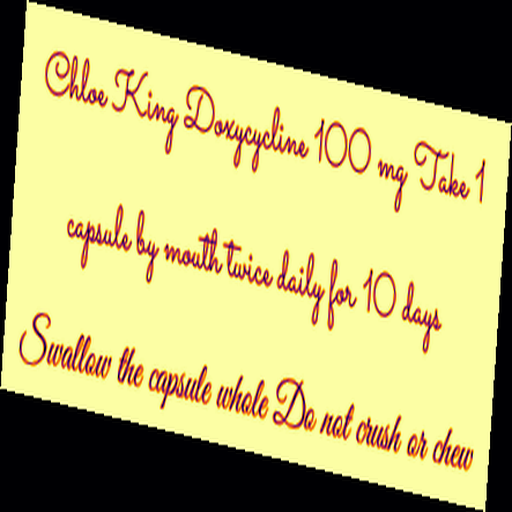 Chloe King Doxycycline 100 mg Take 1
capsule by mouth twice daily for 10 days
Swallow the capsule whole Do not crush or chew